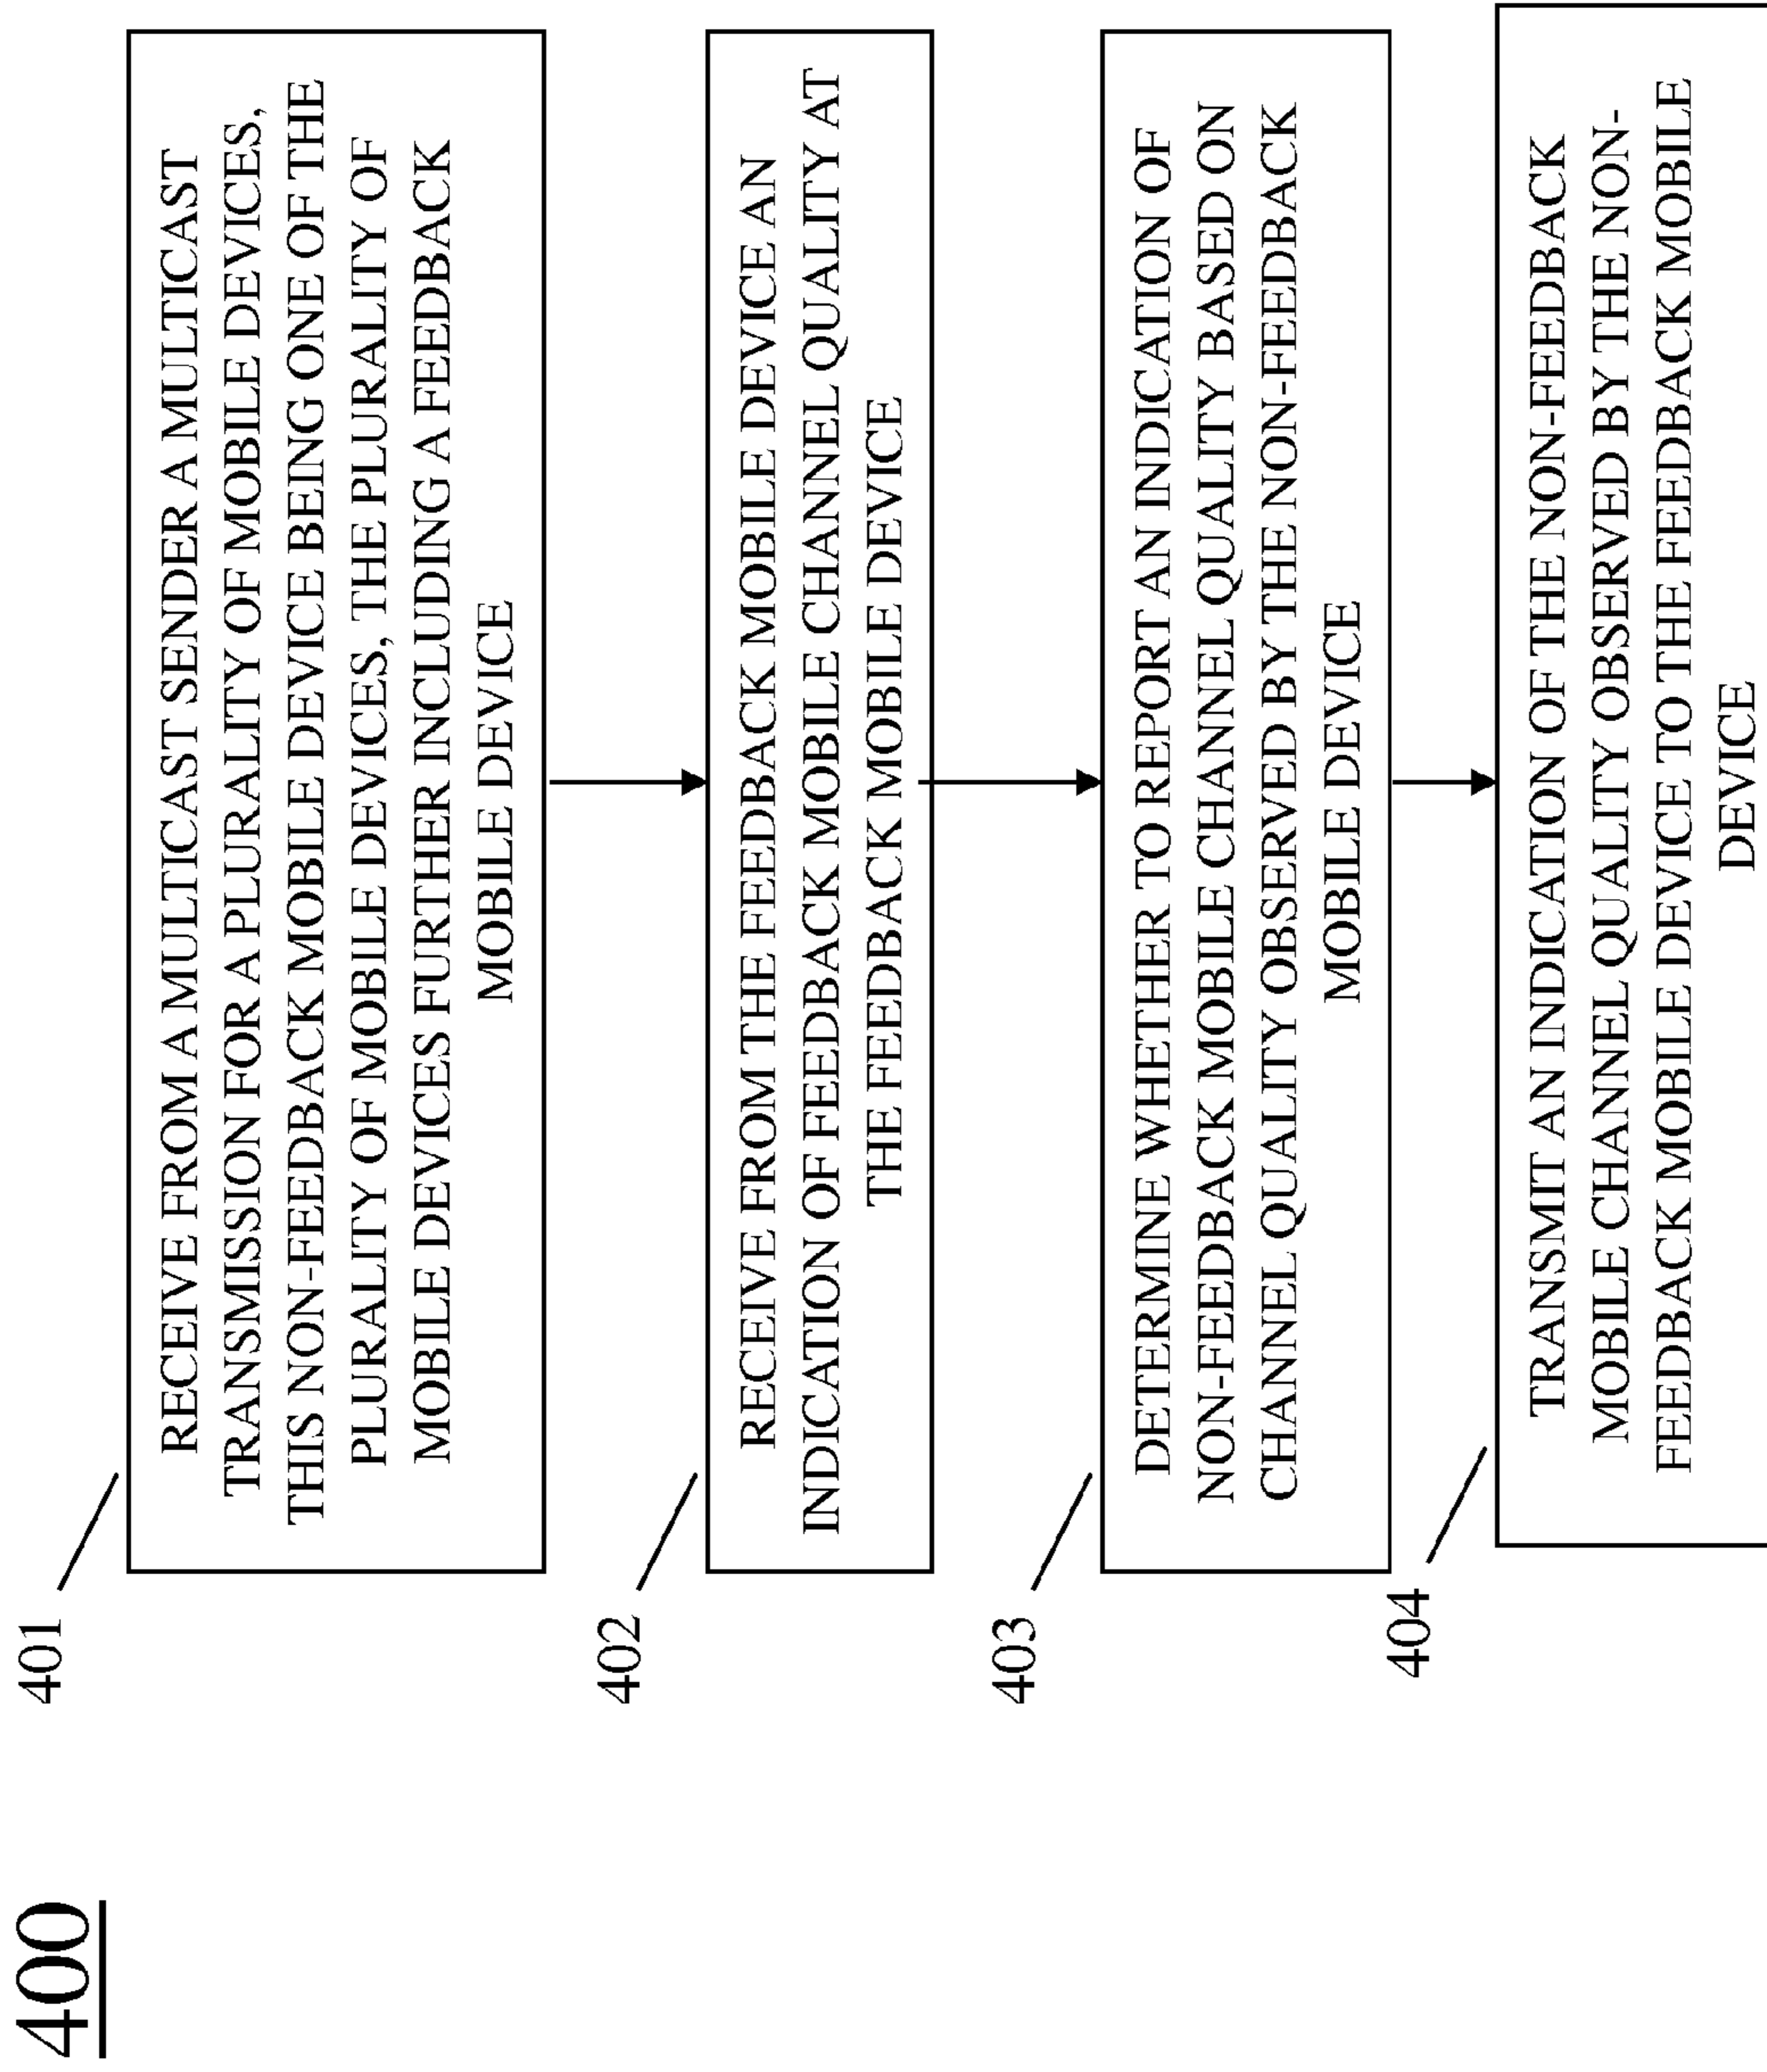 400
401
RECEIVE FROM A MULTICAST SENDER A MULTICAST
TRANSMISSION FOR A PLURALITY OF MOBILE DEVICES,
THIS NON-FEEDBACK MOBILE DEVICE BEING ONE OF THE
PLURALITY OF MOBILE DEVICES, THE PLURALITY OF
MOBILE DEVICES FURTHER INCLUDING A FEEDBACK
MOBILE DEVICE
402
RECEIVE FROM THE FEEDBACK MOBILE DEVICE AN
INDICATION OF FEEDBACK MOBILE CHANNEL QUALITY AT
THE FEEDBACK MOBILE DEVICE
403
DETERMINE WHETHER TO REPORT AN INDICATION OF
NON-FEEDBACK MOBILE CHANNEL QUALITY BASED ON
CHANNEL QUALITY OBSERVED BY THE NON-FEEDBACK
MOBILE DEVICE
404
TRANSMIT AN INDICATION OF THE NON-FEEDBACK
MOBILE CHANNEL QUALITY OBSERVED BY THE NON-
FEEDBACK MOBILE DEVICE TO THE FEEDBACK MOBILE
DEVICE